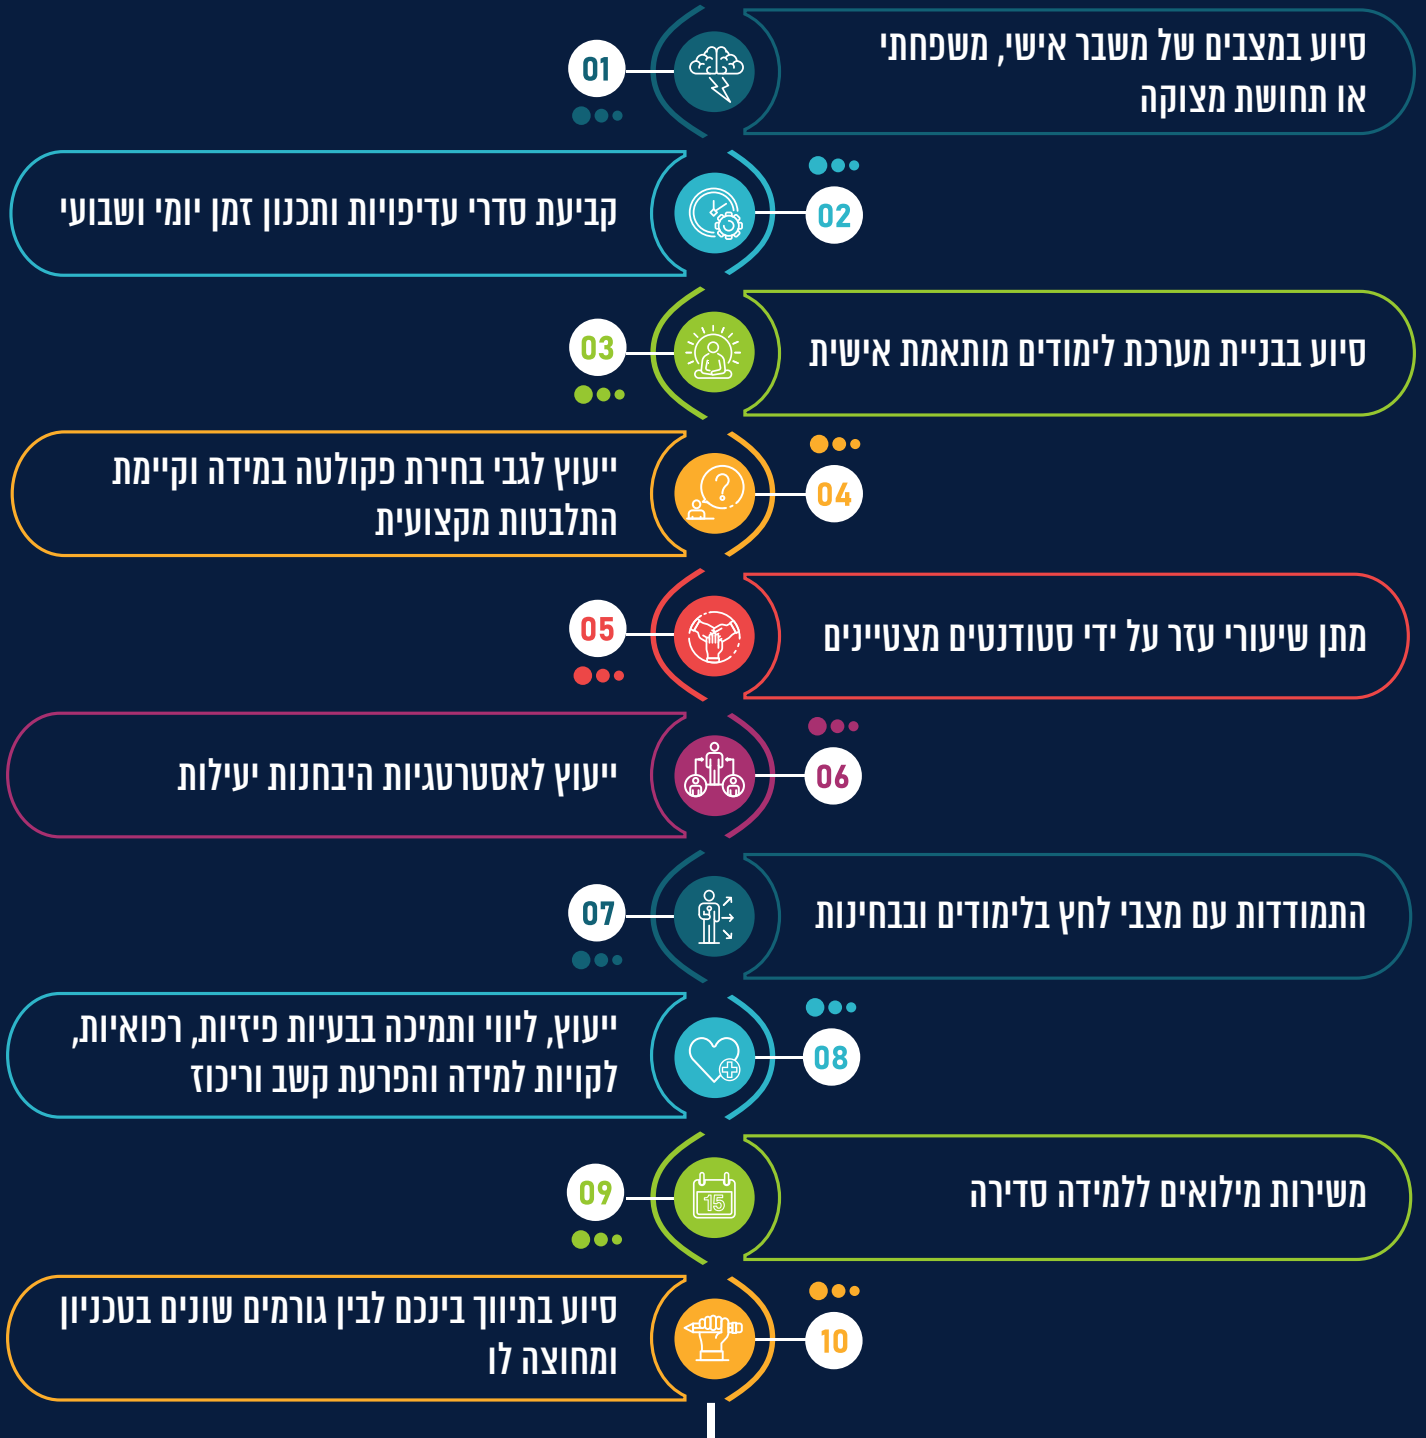 01
סיוע במצבים של משבר אישי, משפחתי
או תחושת מצוקה
02
קביעת סדרי עדיפויות ותכנון זמן יומי ושבועי
03
סיוע בבניית מערכת לימודים מותאמת אישית
04
ייעוץ לגבי בחירת פקולטה במידה וקיימת
התלבטות מקצועית
05
מתן שיעורי עזר על ידי סטודנטים מצטיינים
06
ייעוץ לאסטרטגיות היבחנות יעילות
07
התמודדות עם מצבי לחץ בלימודים ובבחינות
08
ייעוץ, ליווי ותמיכה בבעיות פיזיות, רפואיות,
לקויות למידה והפרעת קשב וריכוז
09
15
משירות מילואים ללמידה סדירה
10
סיוע בתיווך בינכם לבין גורמים שונים בטכניון
ומחוצה לו